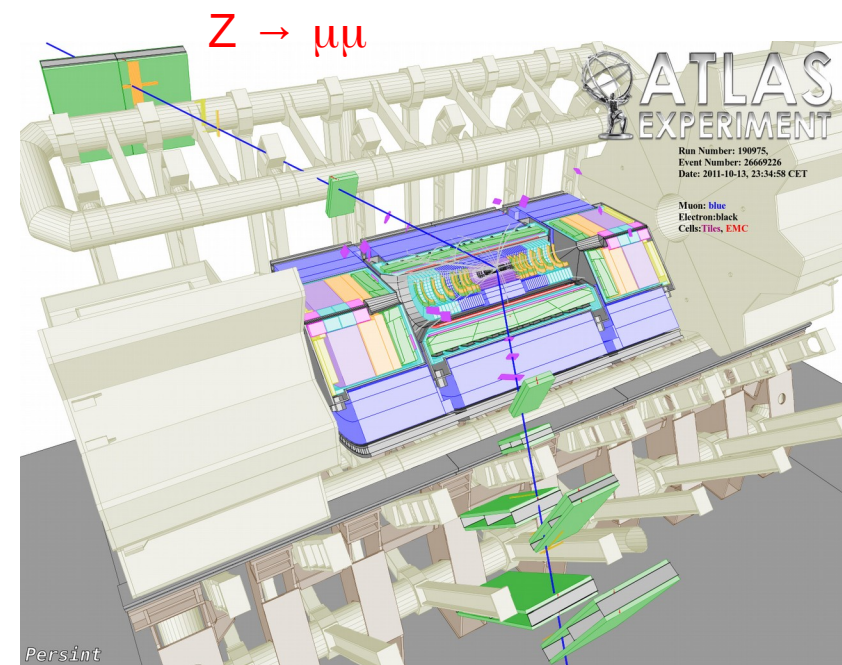 Z → μμ
ATLAS
EXPERIMENT
Run Number: 190975,
Event Number: 26669226
Date: 2011-10-13, 23:34:58 CET
Muon: blue
Electron:black
Cells:Tiles, EMC
Persint